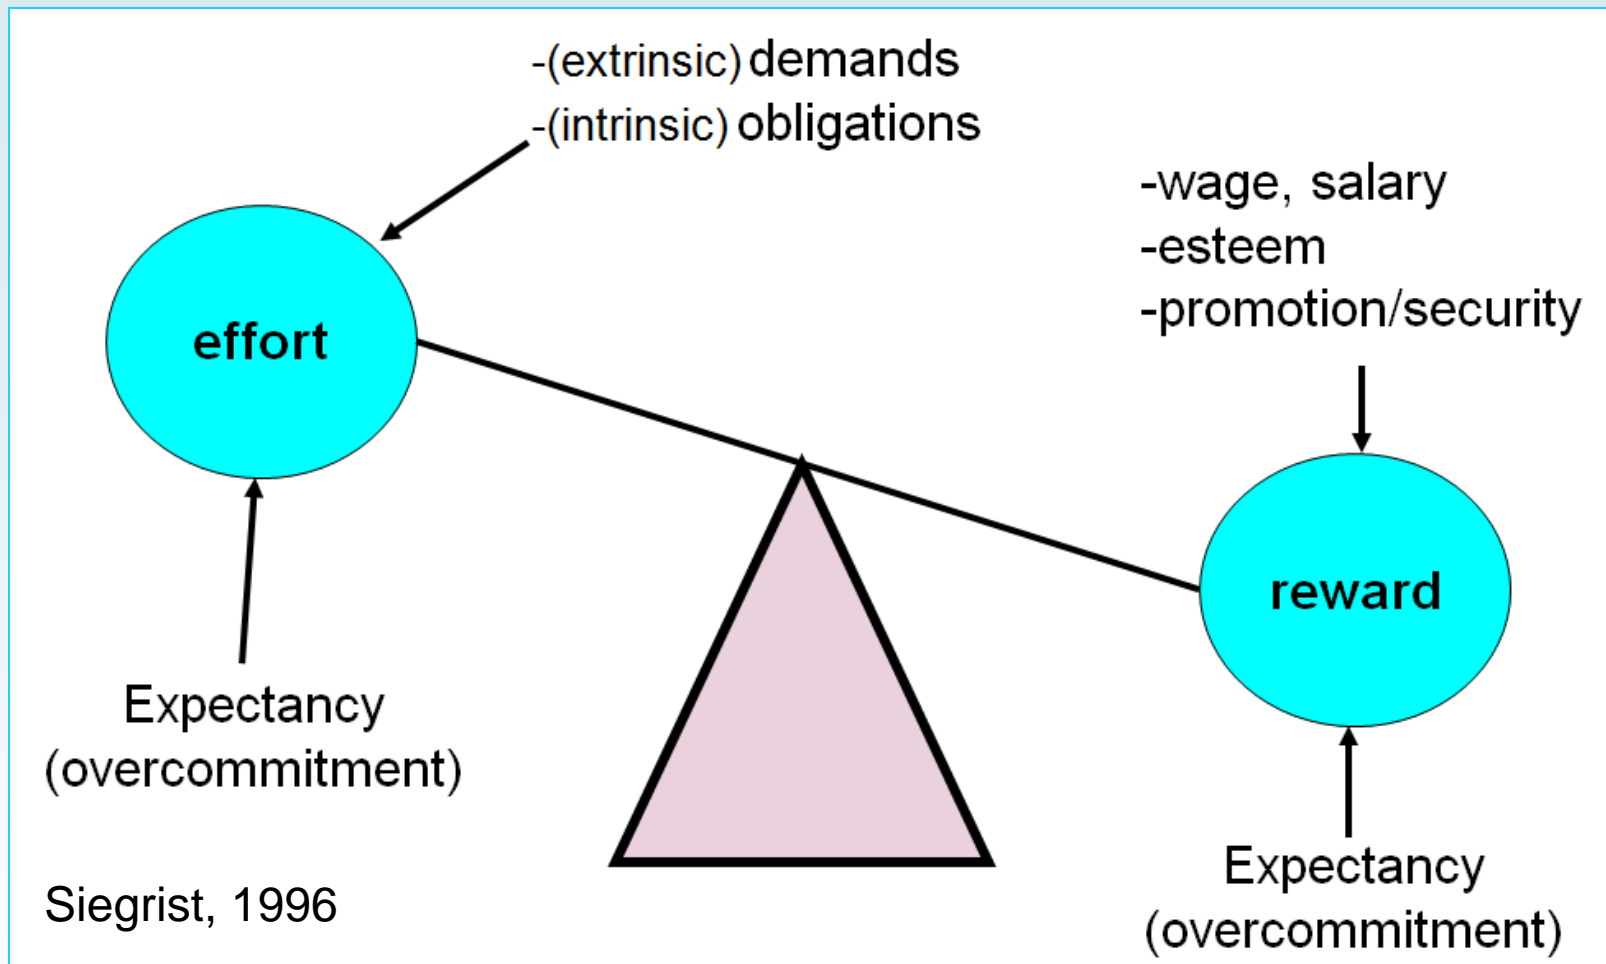 -(extrinsic) demands
-(intrinsic) obligations
-wage, salary
-esteem
-promotion/security
effort
reward
Expectancy
(overcommitment)
Expectancy
(overcommitment)
Siegrist, 1996